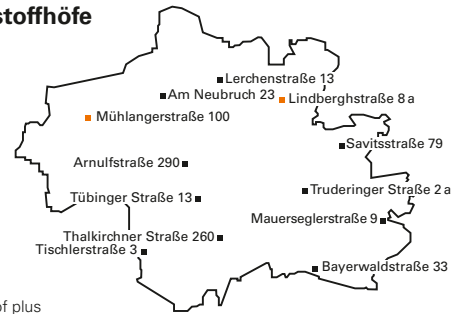 stoffhöfe
Lerchenstraße 13
Am Neubruch 23
Lindberghstraße 8 a
Mühlangerstraße 100
Savitsstraße 79
Arnulfstraße 290
Truderinger Straße 2 a
Tübinger Straße 13
Mauerseglerstraße 9
Thalkirchner Straße 260
Tischlerstraße 3
Bayerwaldstraße 33
of plus